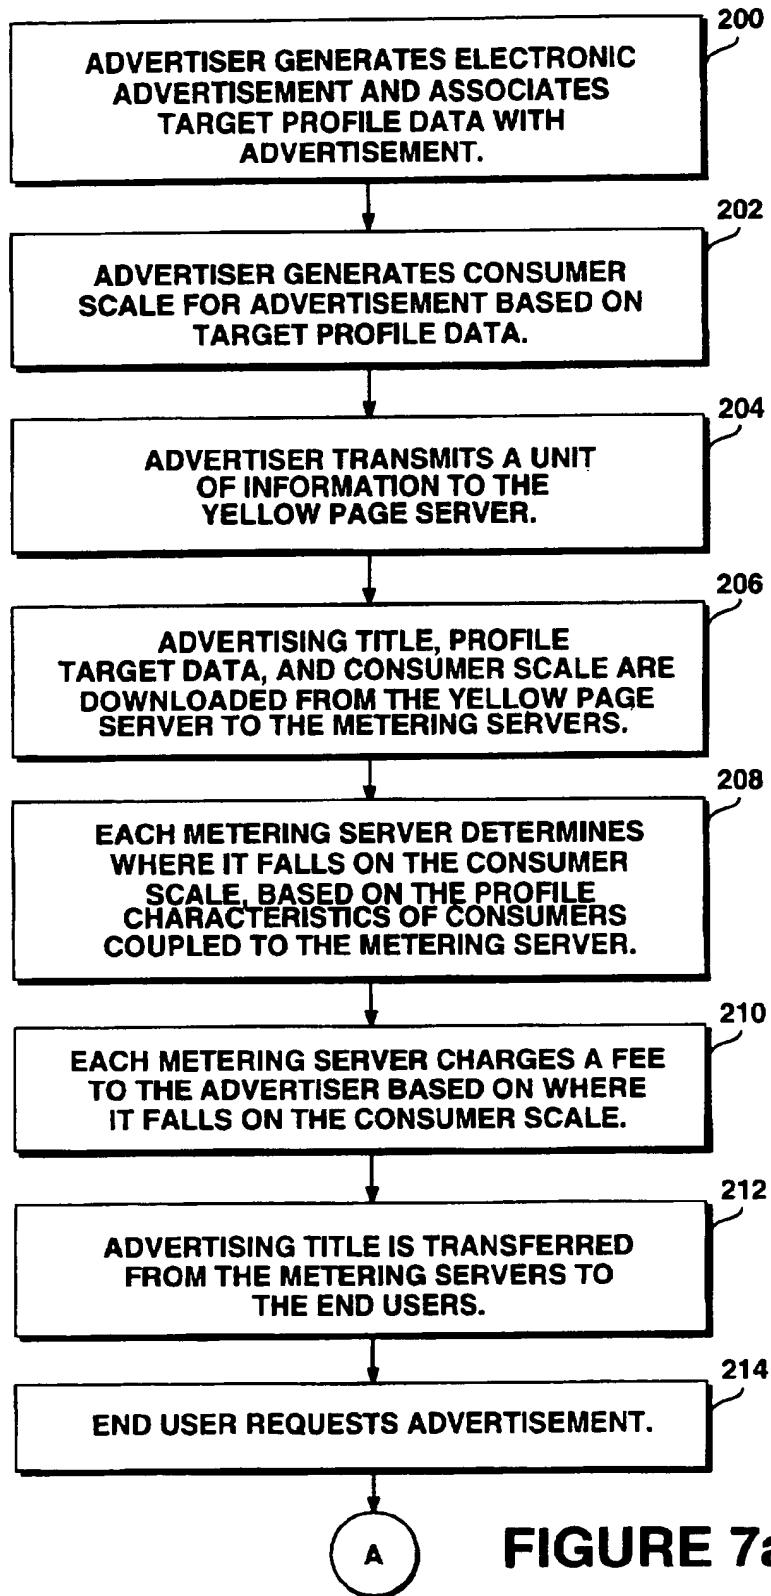 200
ADVERTISER GENERATES ELECTRONIC
ADVERTISEMENT AND ASSOCIATES
TARGET PROFILE DATA WITH
ADVERTISEMENT.
202
ADVERTISER GENERATES CONSUMER
SCALE FOR ADVERTISEMENT BASED ON
TARGET PROFILE DATA.
204
ADVERTISER TRANSMITS A UNIT
OF INFORMATION TO THE
YELLOW PAGE SERVER.
206
ADVERTISING TITLE, PROFILE
TARGET DATA, AND CONSUMER SCALE ARE
DOWNLOADED FROM THE YELLOW PAGE
SERVER TO THE METERING SERVERS.
208
EACH METERING SERVER DETERMINES
WHERE IT FALLS ON THE CONSUMER
SCALE, BASED ON THE PROFILE
CHARACTERISTICS OF CONSUMERS
COUPLED TO THE METERING SERVER.
210
EACH METERING SERVER CHARGES A FEE
TO THE ADVERTISER BASED ON WHERE
IT FALLS ON THE CONSUMER SCALE.
212
ADVERTISING TITLE IS TRANSFERRED
FROM THE METERING SERVERS TO
THE END USERS.
214
END USER REQUESTS ADVERTISEMENT.
A
FIGURE 7a